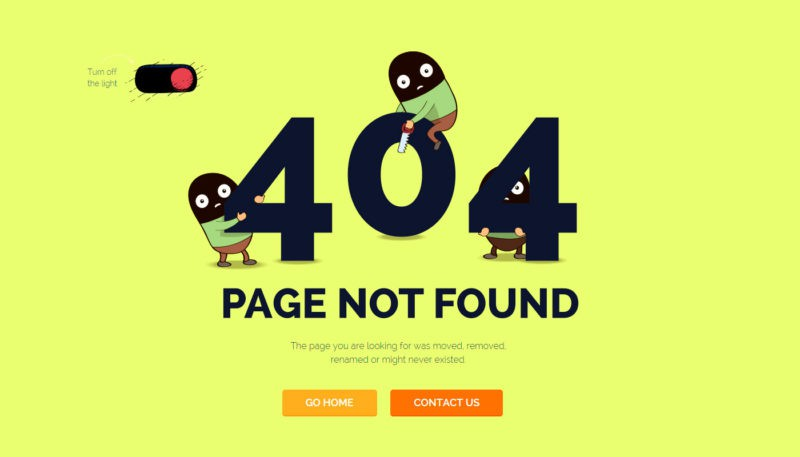 Turn off
the light
404
PAGE NOT FOUND
The page you are looking for was moved, removed,
renamed or might never existed.
GO HOME
CONTACT US